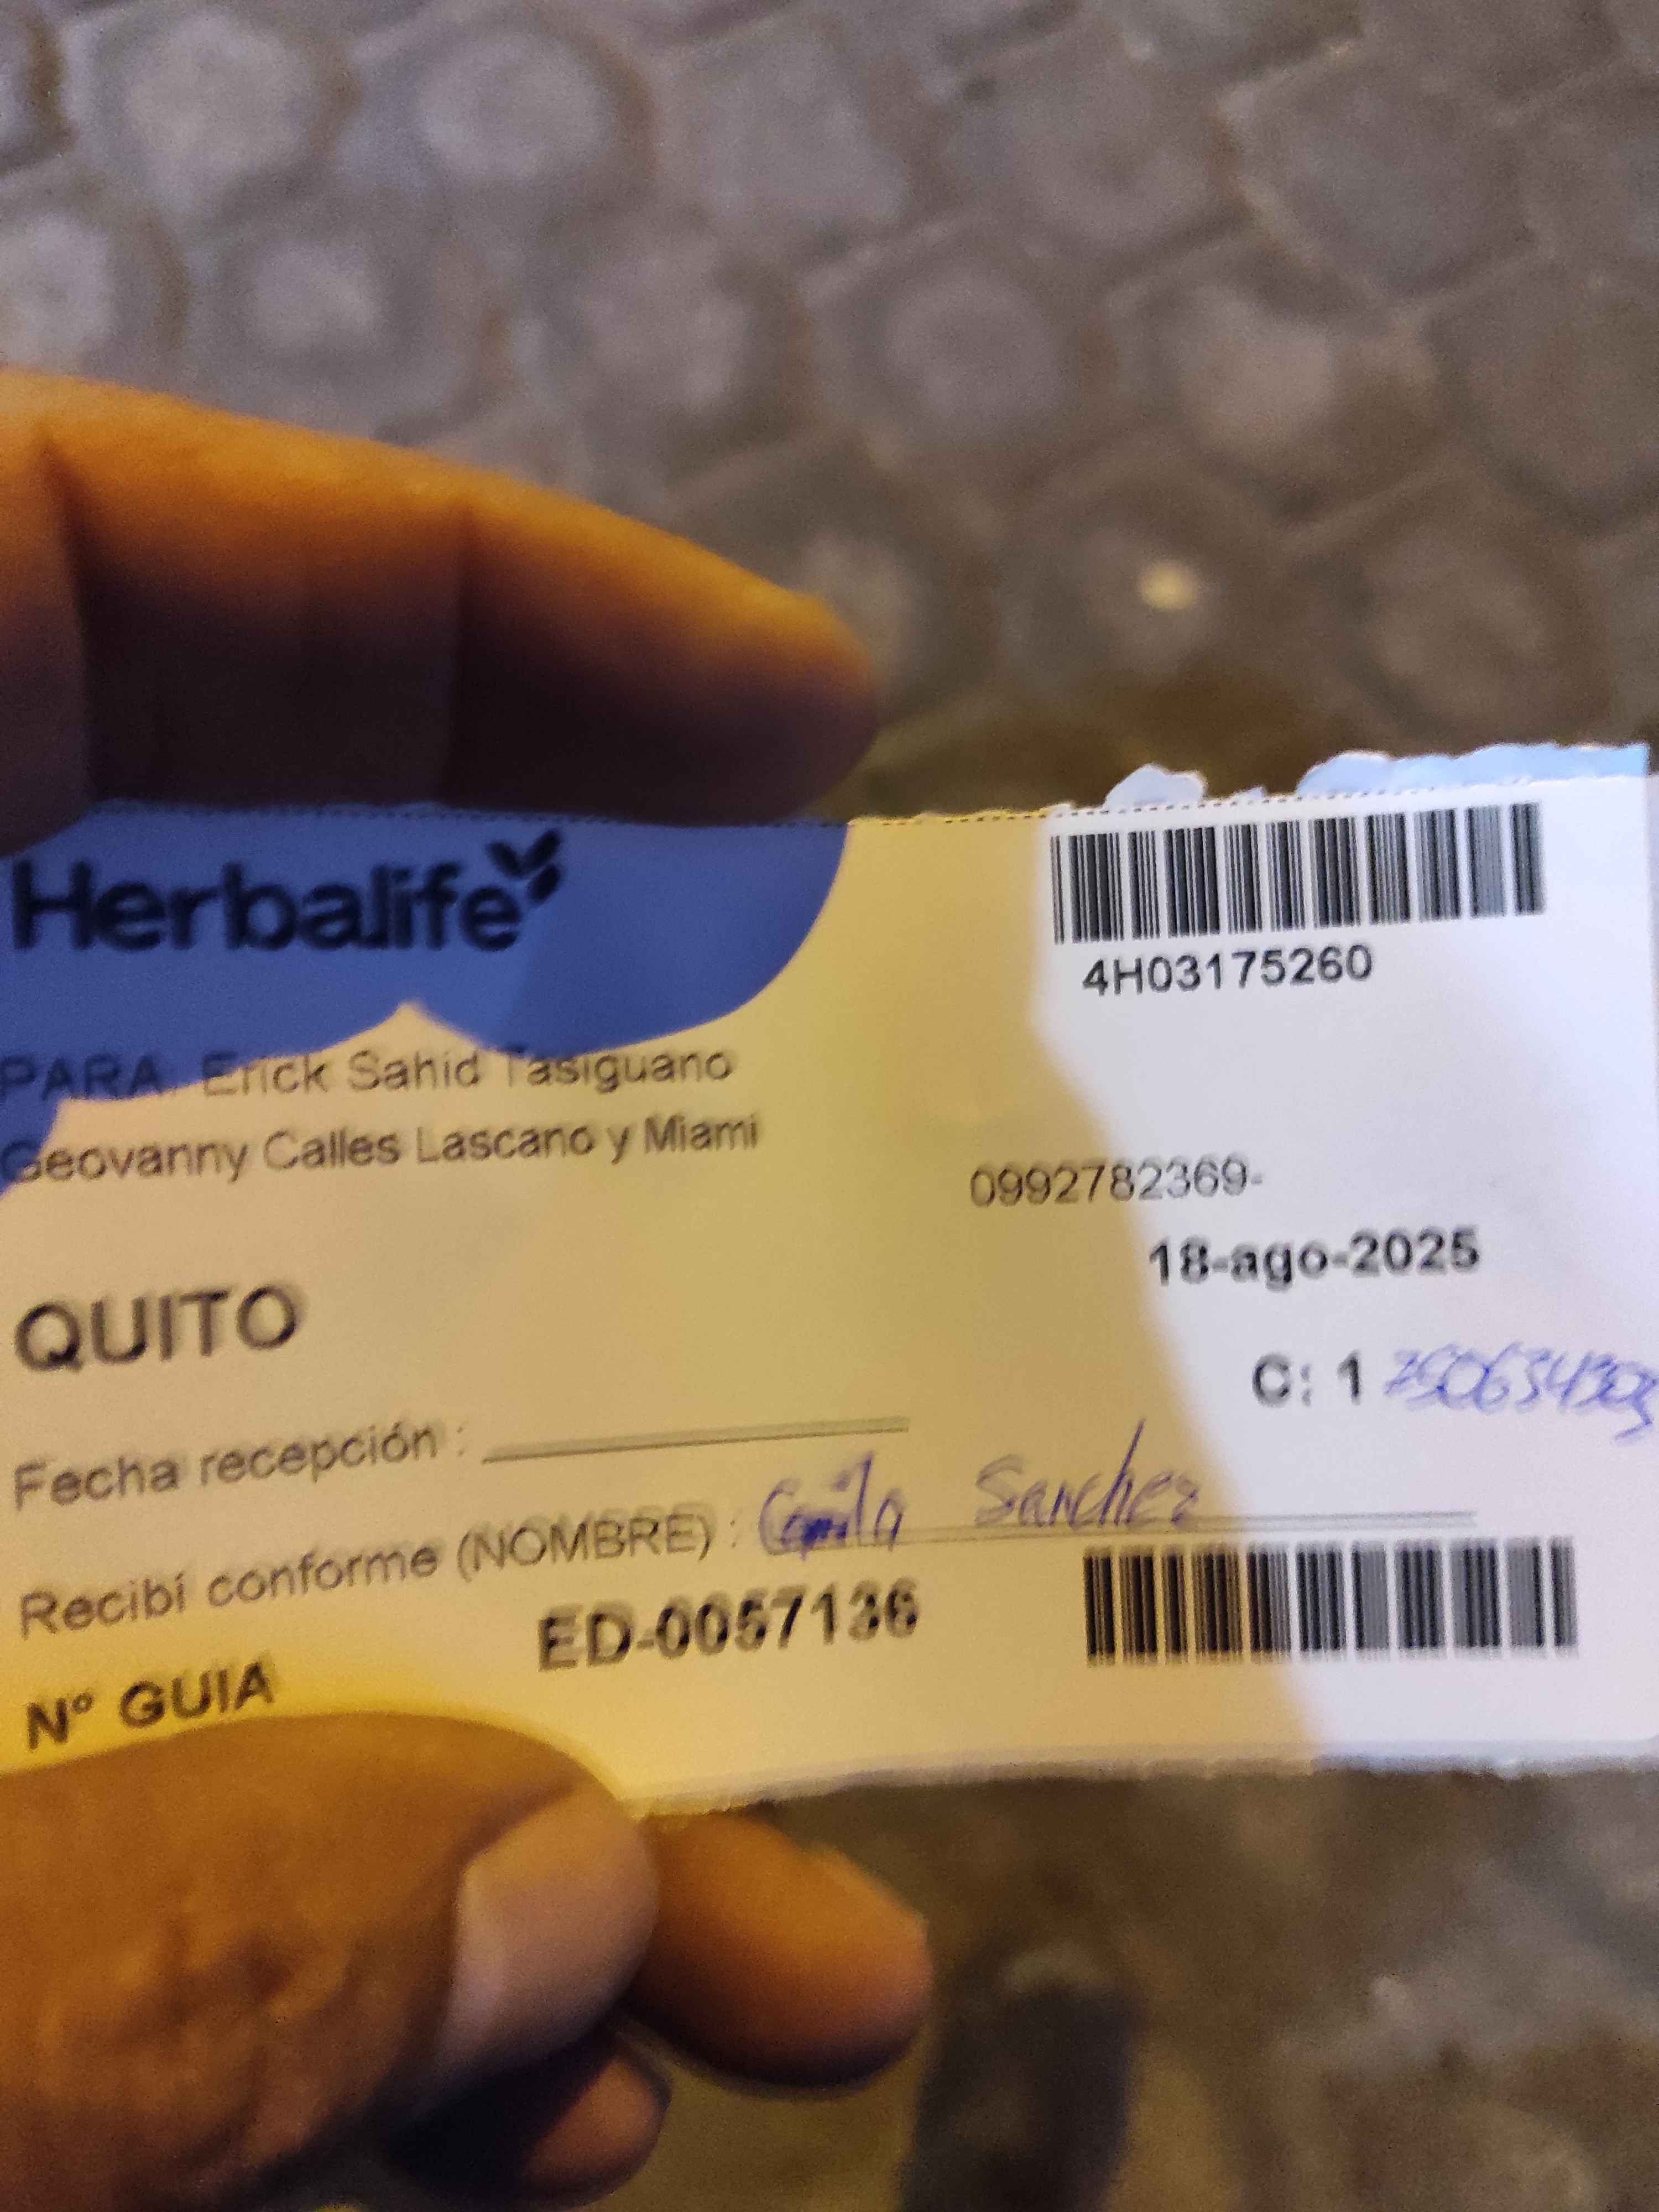 Herbalife
4H03175260
PARA: Erick Sahid Tasiguano
Geovanny Calles Lascano y Miami
0992782369-
18-ago-2025
QUITO
C: 1
Fecha recepción :
Recibí conforme (NOMBRE) : Camila Sanchez
ED-0057136
Nº GUIA